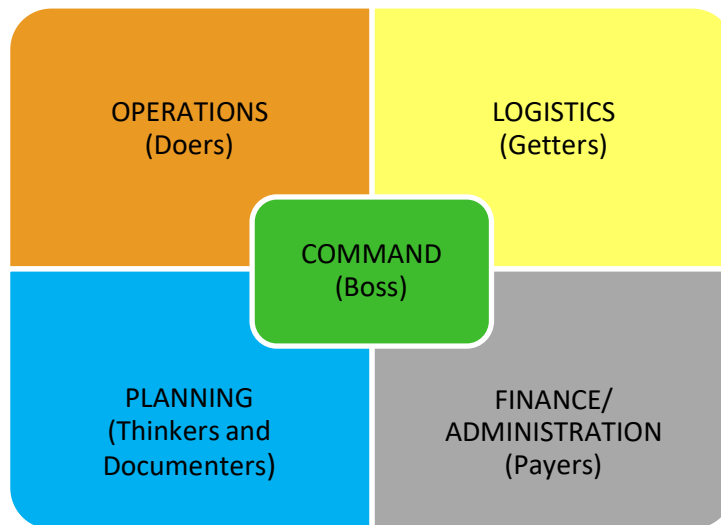 OPERATIONS
(Doers)
LOGISTICS
(Getters)
COMMAND
(Boss)
PLANNING
(Thinkers and
Documenters)
FINANCE/
ADMINISTRATION
(Payers)